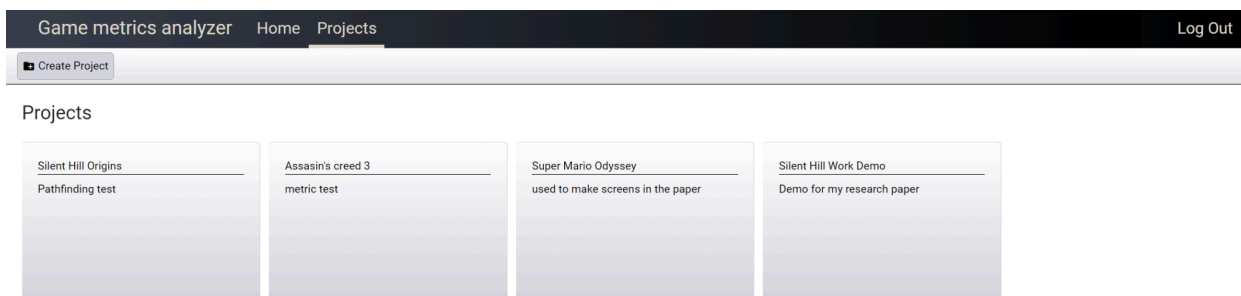 Game metrics analyzer Home Projects Log Out
Create Project
Projects
Silent Hill Origins
Pathfinding test
Assasin's creed 3
metric test
Super Mario Odyssey
used to make screens in the paper
Silent Hill Work Demo
Demo for my research paper